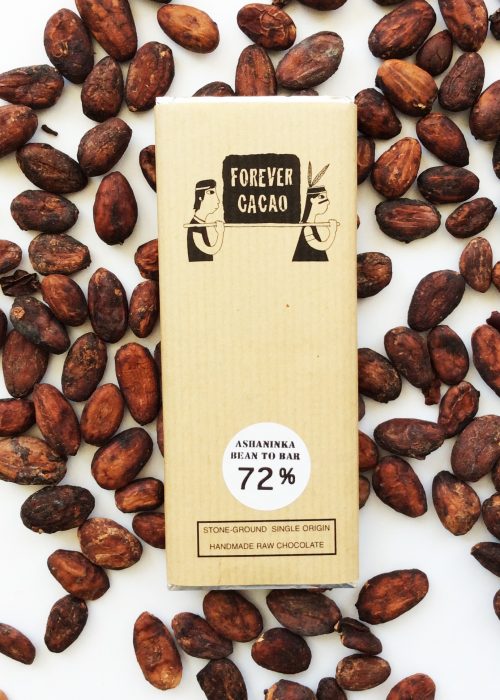 FOREVER
CACAO
ASHANINKA
BEAN TO BAR
72%
STONE-GROUND SINGLE ORIGIN
HANDMADE RAW CHOCOLATE